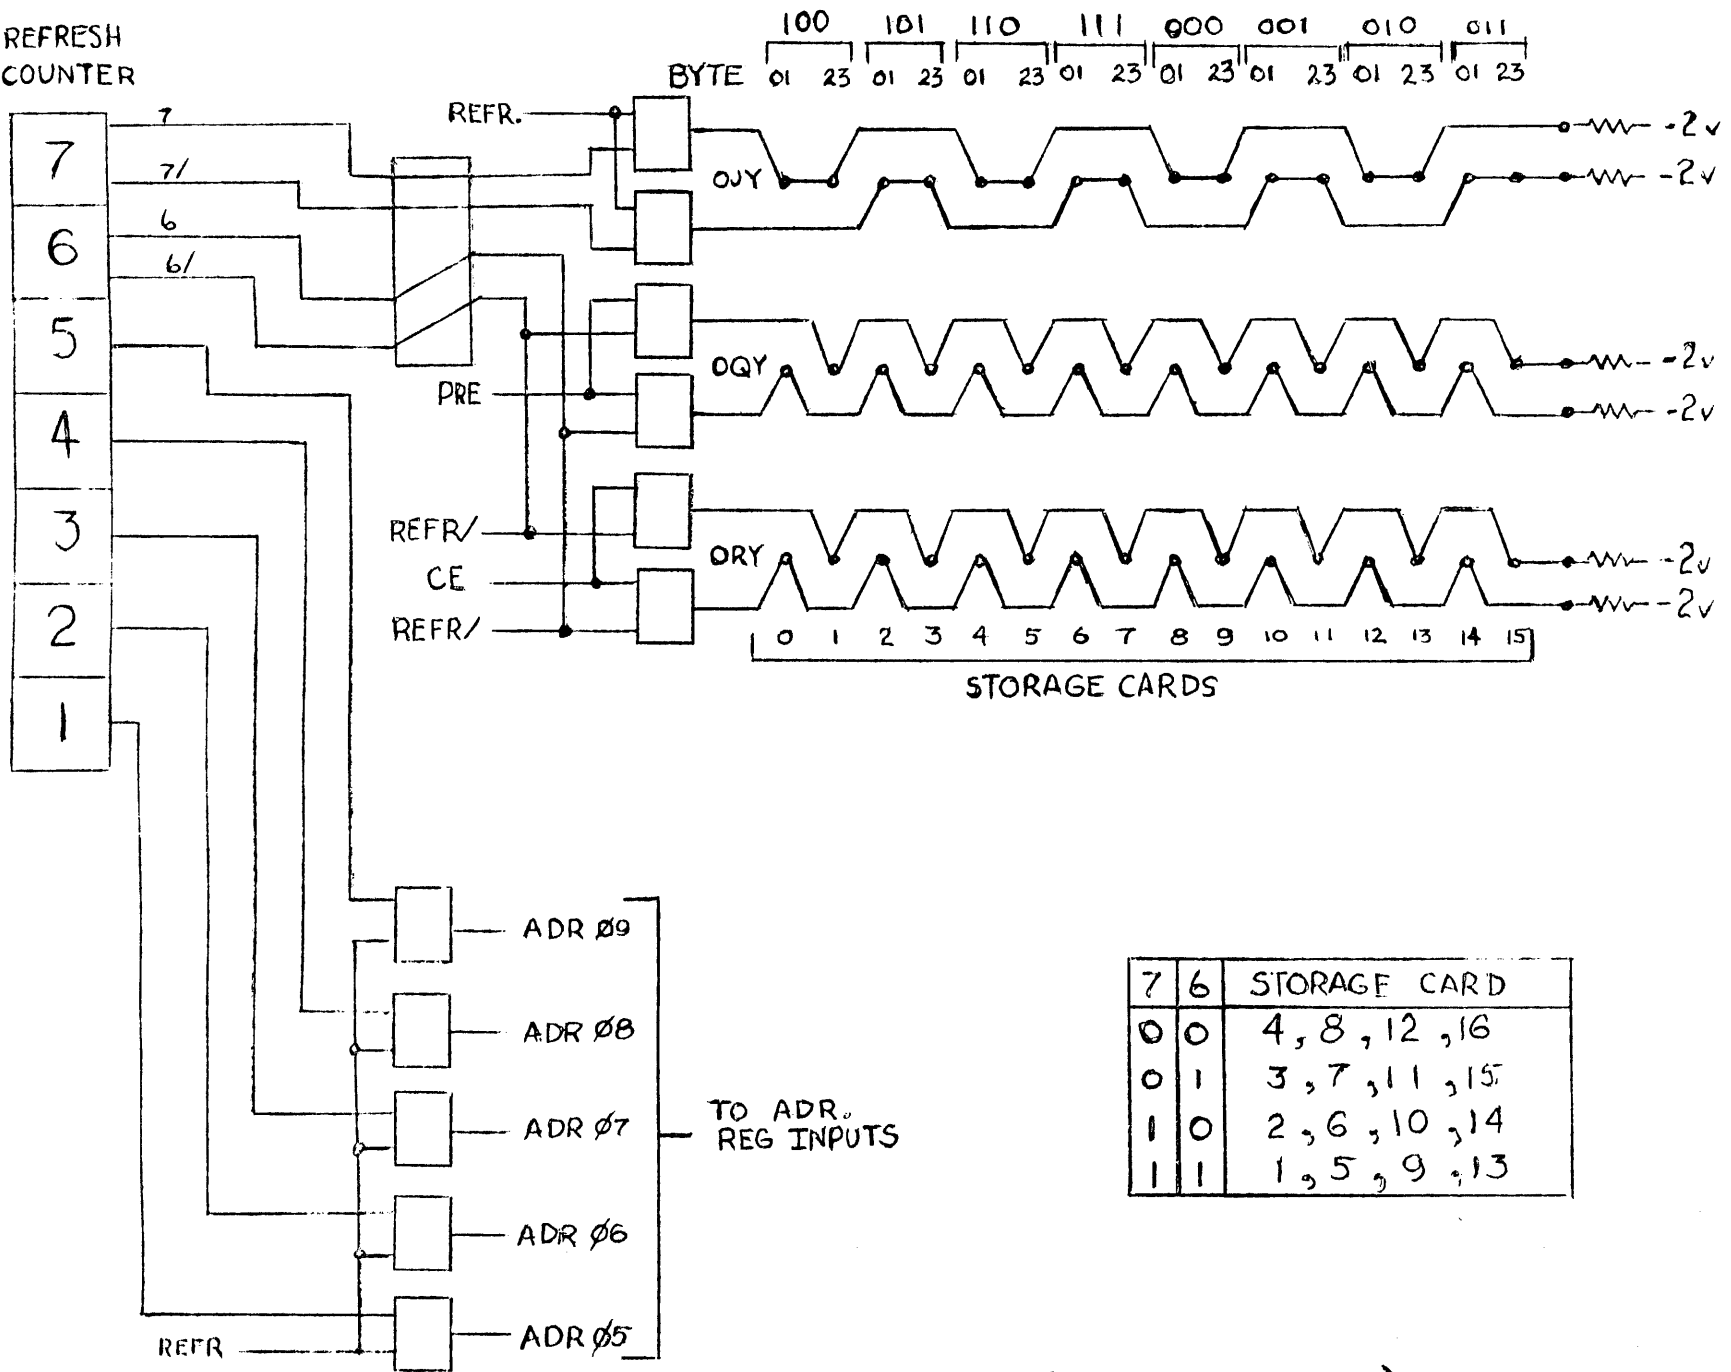 REFRESH
COUNTER
7
6
5
4
3
2
1
7
7/
6
6/
100 101 110 111 000 001 010 011
BYTE 01 23 01 23 01 23 01 23 01 23 01 23 01 23 01 23
REFR.
OJY
-2v
-2v
PRE
OQY
-2v
-2v
REFR/
CE
REFR/
ORY
-2v
-2v
0 1 2 3 4 5 6 7 8 9 10 11 12 13 14 15
STORAGE CARDS
ADR Ø9
ADR Ø8
ADR Ø7
ADR Ø6
ADR Ø5
REFR
TO ADR.
REG INPUTS
7 6 STORAGE CARD
0 0 4, 8, 12, 16
0 1 3, 7, 11, 15
1 0 2, 6, 10, 14
1 1 1, 5, 9, 13